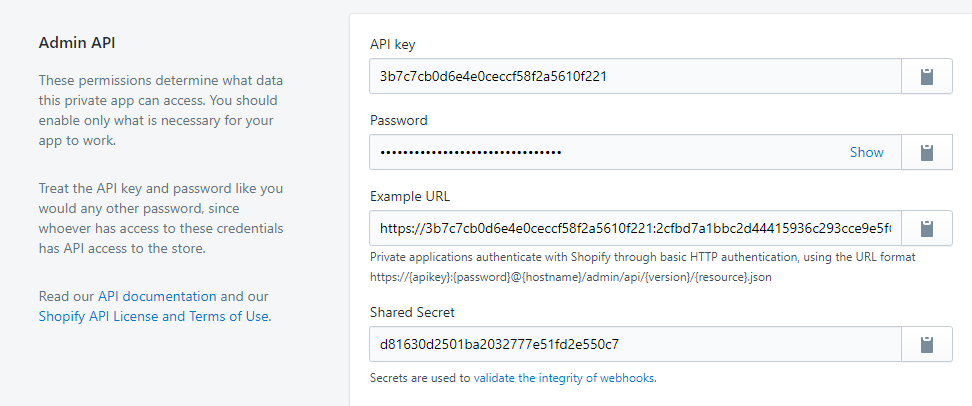 Admin API
These permissions determine what data
this private app can access. You should
enable only what is necessary for your
app to work.
Treat the API key and password like you
would any other password, since
whoever has access to these credentials
has API access to the store.
Read our API documentation and our
Shopify API License and Terms of Use.
API key
3b7c7cb0d6e4e0ceccf58f2a5610f221
Password
•••••••••••••••••••••••••••••••• Show
Example URL
https://3b7c7cb0d6e4e0ceccf58f2a5610f221:2cfbd7a1bbc2d44415936c293cce9e5f
Private applications authenticate with Shopify through basic HTTP authentication, using the URL format
https://{apikey}:{password}@{hostname}/admin/api/{version}/{resource}.json
Shared Secret
d81630d2501ba2032777e51fd2e550c7
Secrets are used to validate the integrity of webhooks.